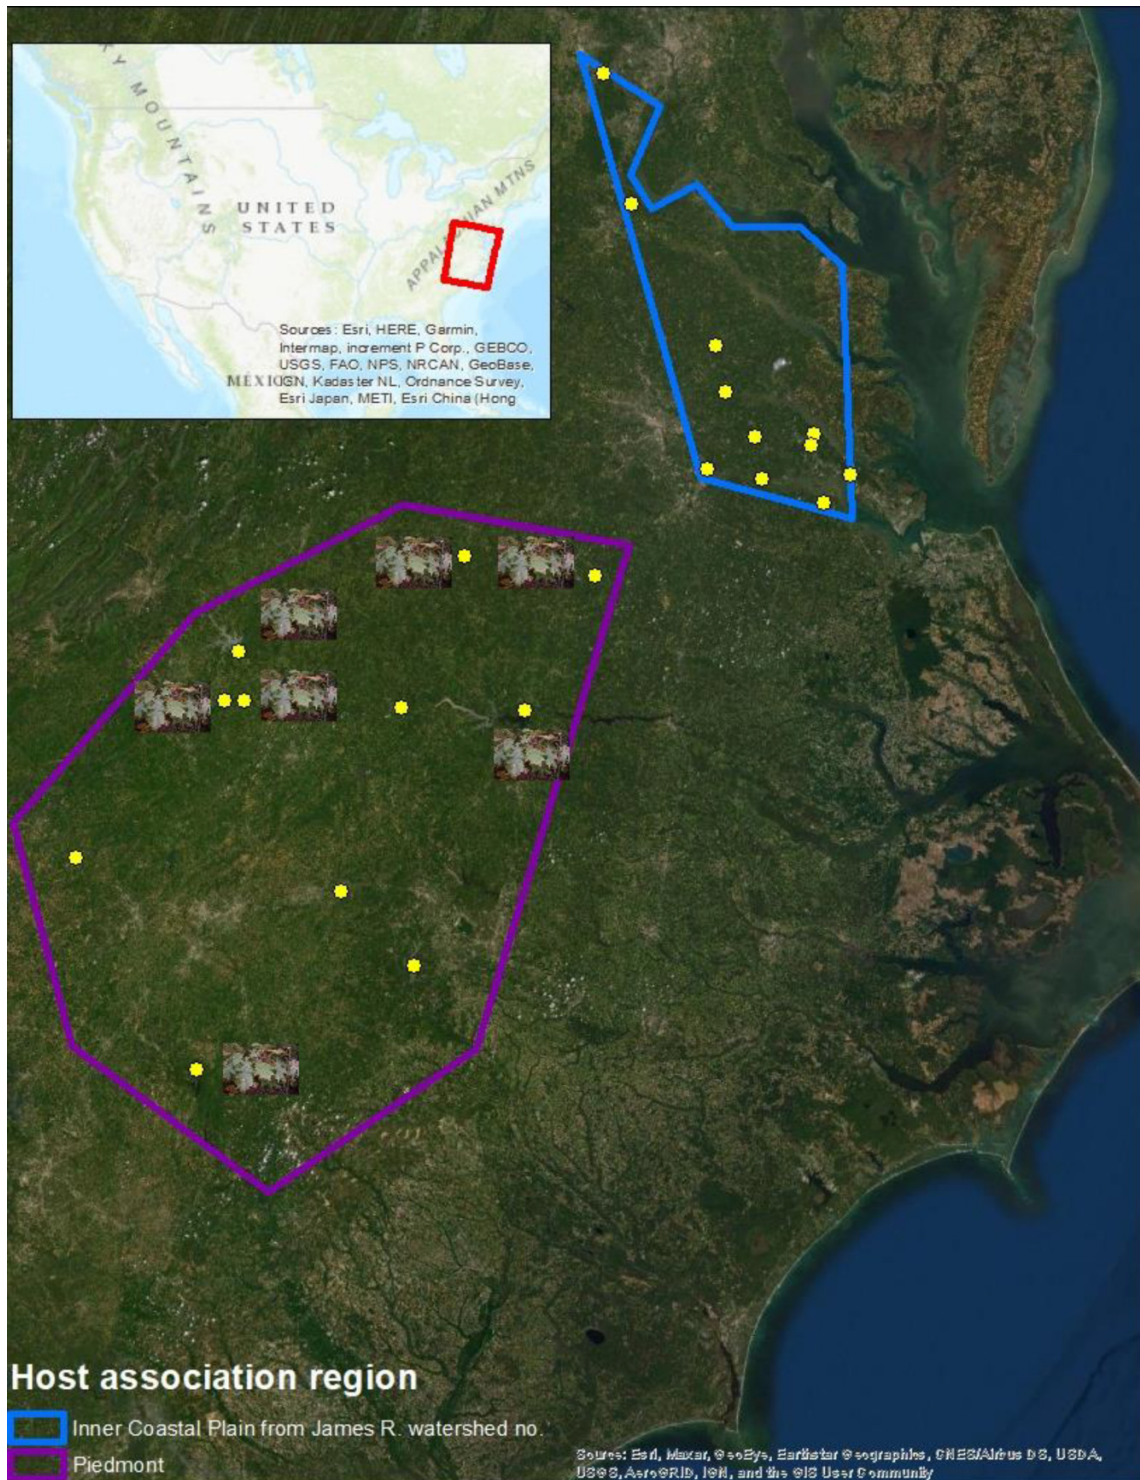 KY MOUNTAINS
UNITED
STATES
APPALACHIAN MTNS
MÉXICO
Sources: Esri, HERE, Garmin,
Intermap, increment P Corp., GEBCO,
USGS, FAO, NPS, NRCAN, GeoBase,
IGN, Kadaster NL, Ordnance Survey,
Esri Japan, METI, Esri China (Hong
Host association region
Inner Coastal Plain from James R. watershed no.
Piedmont
Source: Esri, Maxar, GeoEye, Earthstar Geographics, CNES/Airbus DS, USDA,
USGS, AeroGRID, IGN, and the GIS User Community